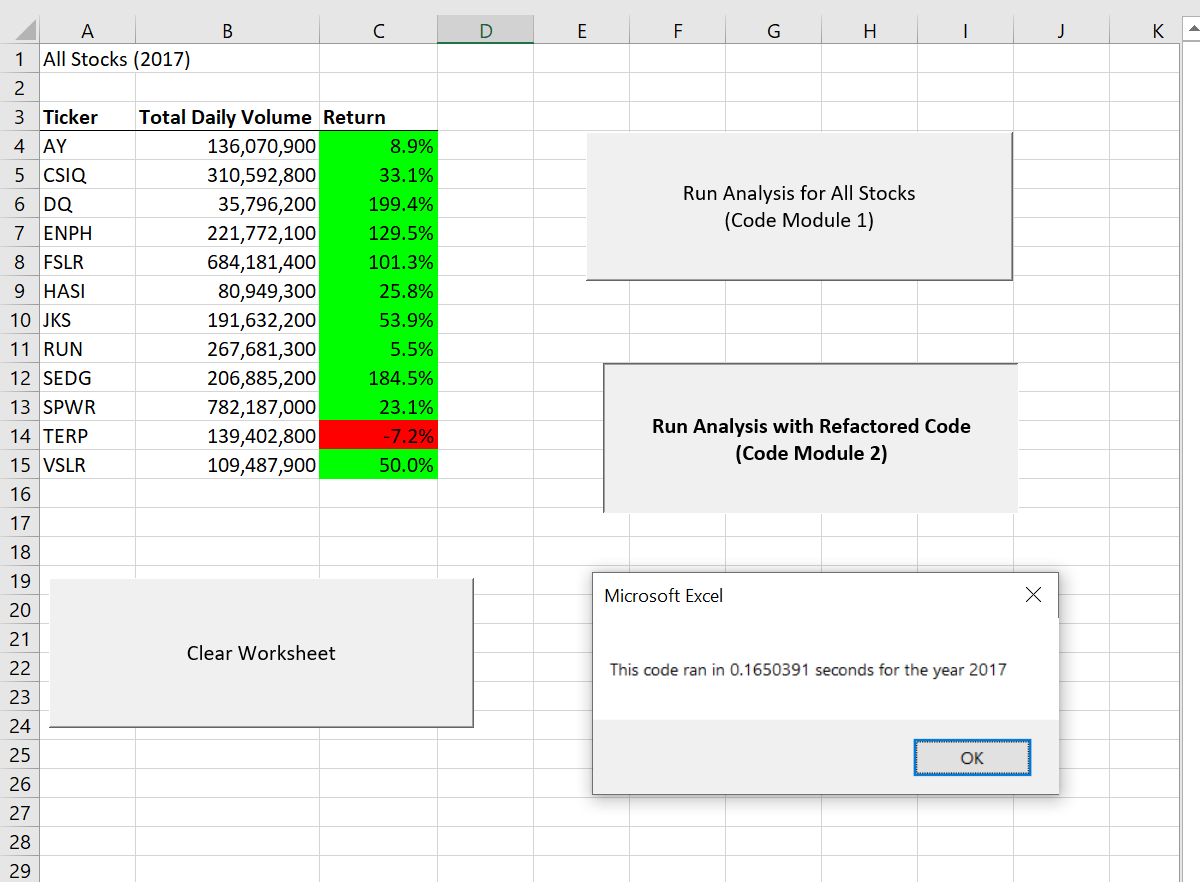 A B C D E F G H I J K
1 All Stocks (2017)
2
3 Ticker Total Daily Volume Return
4 AY 136,070,900 8.9%
5 CSIQ 310,592,800 33.1%
6 DQ 35,796,200 199.4%
7 ENPH 221,772,100 129.5%
8 FSLR 684,181,400 101.3%
9 HASI 80,949,300 25.8%
10 JKS 191,632,200 53.9%
11 RUN 267,681,300 5.5%
12 SEDG 206,885,200 184.5%
13 SPWR 782,187,000 23.1%
14 TERP 139,402,800 -7.2%
15 VSLR 109,487,900 50.0%
16
17
18
19
20
21
22
23
24
25
26
27
28
29
Run Analysis for All Stocks
(Code Module 1)
Run Analysis with Refactored Code
(Code Module 2)
Clear Worksheet
Microsoft Excel
This code ran in 0.1650391 seconds for the year 2017
OK